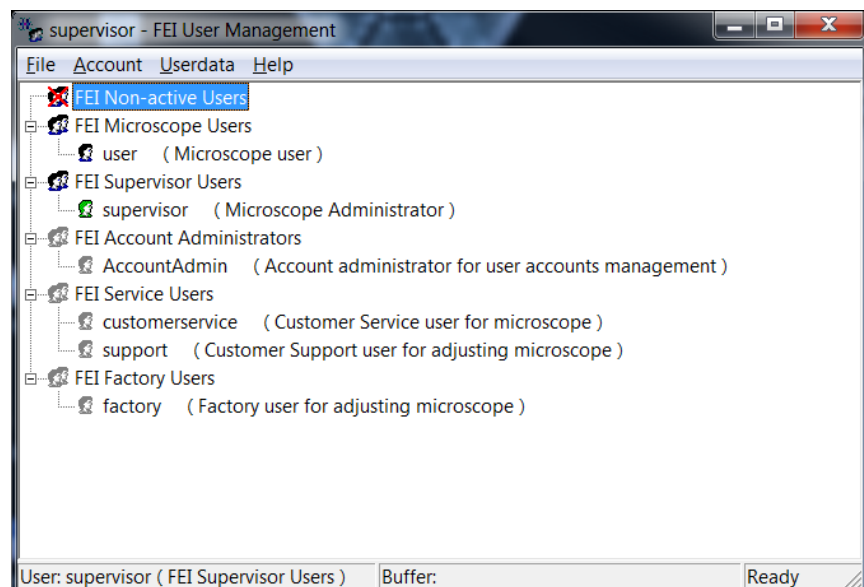 supervisor - FEI User Management
File Account Userdata Help
FEI Non-active Users
FEI Microscope Users
user ( Microscope user )
FEI Supervisor Users
supervisor ( Microscope Administrator )
FEI Account Administrators
AccountAdmin ( Account administrator for user accounts management )
FEI Service Users
customerservice ( Customer Service user for microscope )
support ( Customer Support user for adjusting microscope )
FEI Factory Users
factory ( Factory user for adjusting microscope )
User: supervisor ( FEI Supervisor Users ) Buffer: Ready